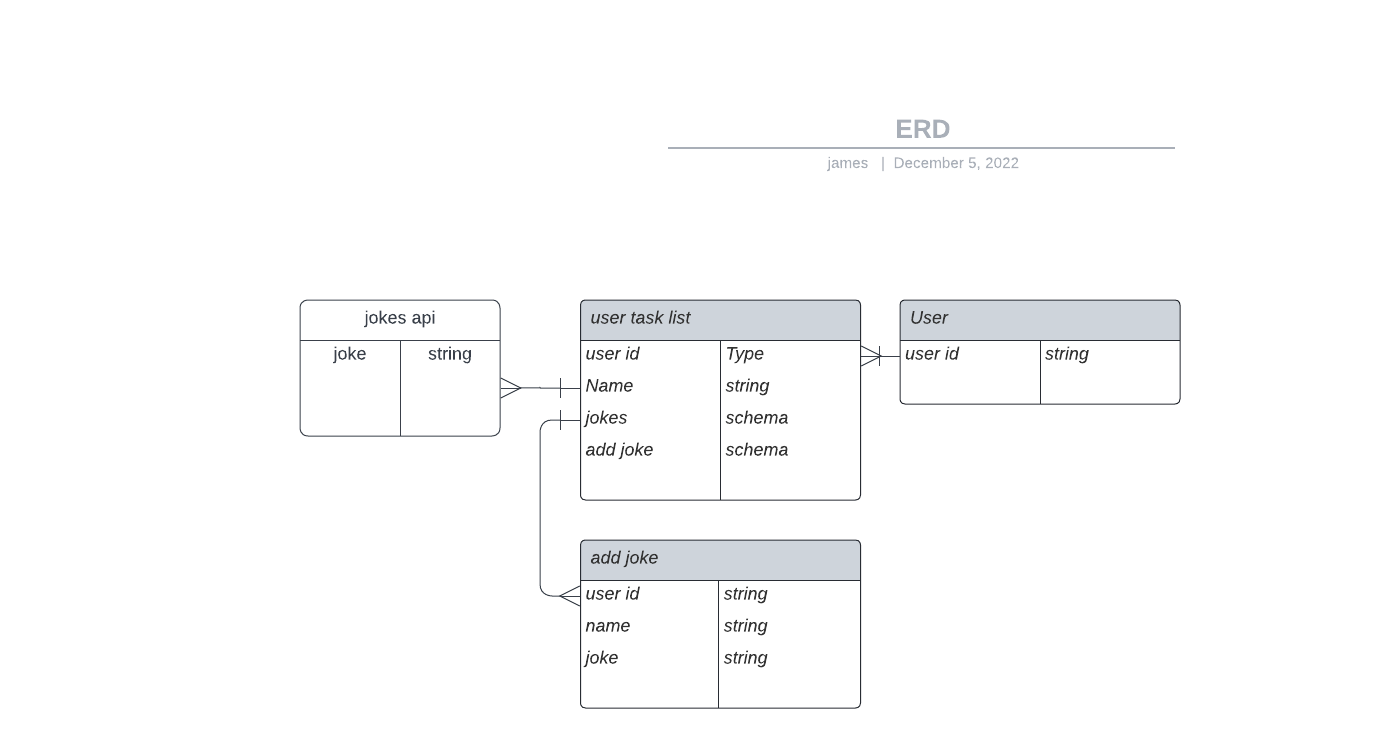 ERD
james | December 5, 2022
jokes api
joke string
user task list
user id Type
Name string
jokes schema
add joke schema
User
user id string
add joke
user id string
name string
joke string